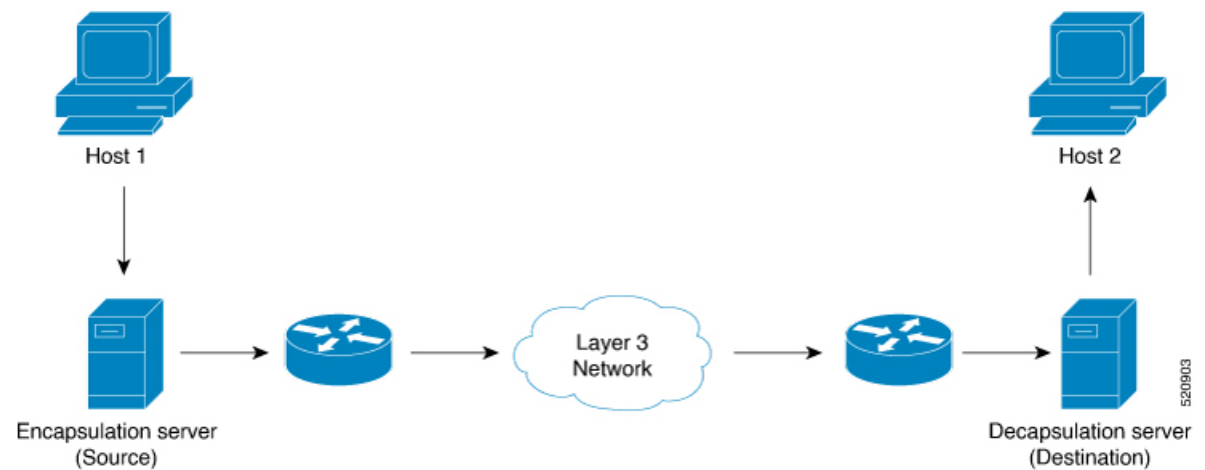 Host 1
Host 2
Layer 3
Network
Encapsulation server
(Source)
Decapsulation server
(Destination)
520903